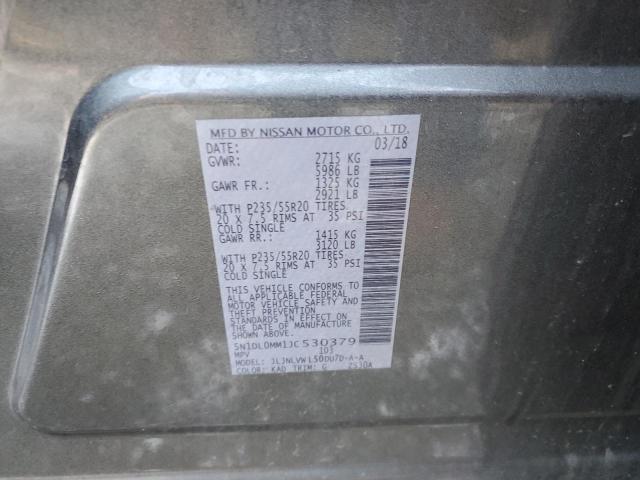 MFD BY NISSAN MOTOR CO., LTD.
DATE: 03/18
GVWR: 2715 KG
5986 LB
GAWR FR.: 1325 KG
2921 LB
WITH P235/55R20 TIRES
20 X 7.5 RIMS AT 35 PSI
COLD SINGLE
GAWR RR.: 1415 KG
3120 LB
WITH P235/55R20 TIRES
20 X 7.5 RIMS AT 35 PSI
COLD SINGLE
THIS VEHICLE CONFORMS TO
ALL APPLICABLE FEDERAL
MOTOR VEHICLE SAFETY AND
THEFT PREVENTION
STANDARDS IN EFFECT ON
THE DATE OF MANUFACTURE
SHOWN ABOVE.
5N1DL0MM1JC530379
MPV 103
MODEL: JLJNLVWL50DU7D-A-A
COLOR: KAD TRIM: G Z530A